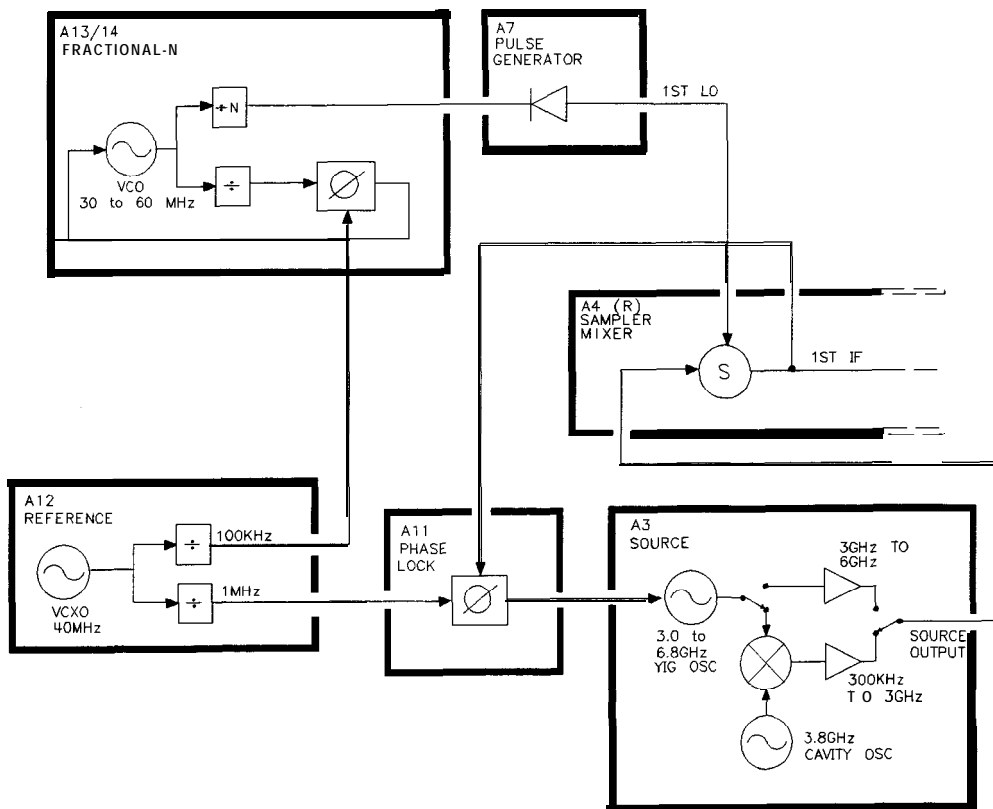 A13/14
FRACTIONAL-N
÷N
VCO
30 to 60 MHz
÷
∅
A7
PULSE
GENERATOR
1ST LO
A4 (R)
SAMPLER
MIXER
S
1ST IF
A12
REFERENCE
÷
100KHz
÷
1MHz
VCXO
40MHz
A11
PHASE
LOCK
∅
A3
SOURCE
3GHz TO
6GHz
3.0 to
6.8GHz
YIG OSC
SOURCE
OUTPUT
300KHz
TO 3GHz
3.8GHz
CAVITY OSC